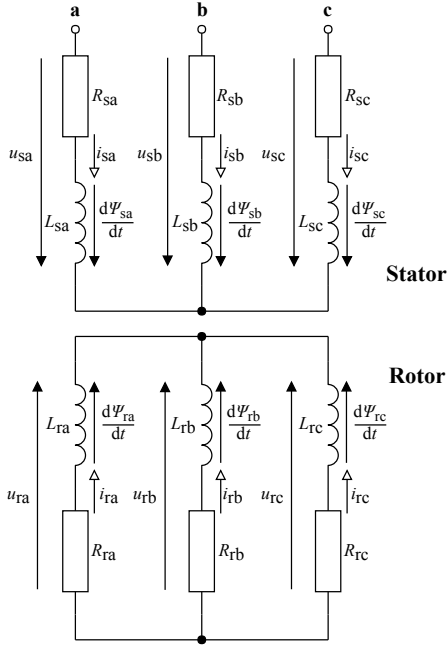 a b c
R_sa R_sb R_sc
i_sa i_sb i_sc
u_sa u_sb u_sc
L_sa dΨ_sa/dt L_sb dΨ_sb/dt L_sc dΨ_sc/dt
Stator
Rotor
L_ra dΨ_ra/dt L_rb dΨ_rb/dt L_rc dΨ_rc/dt
u_ra i_ra u_rb i_rb u_rc i_rc
R_ra R_rb R_rc